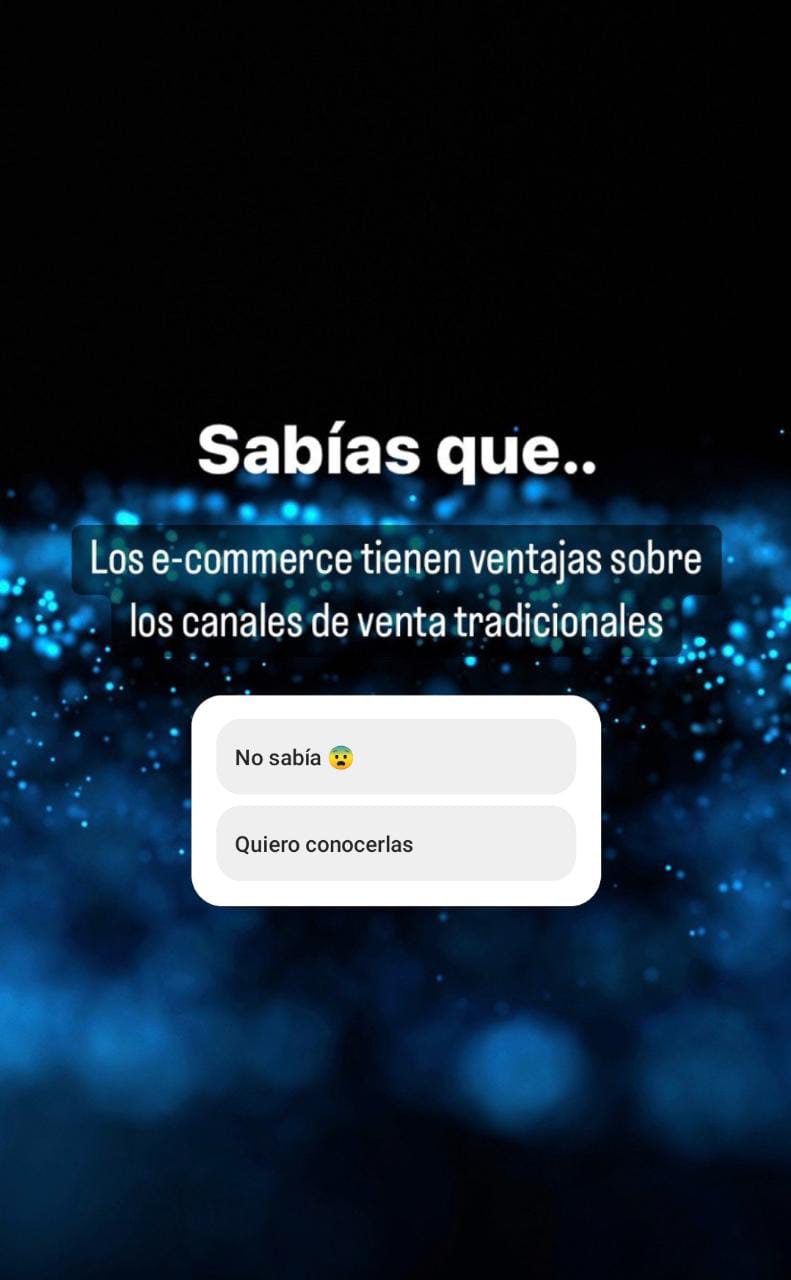 Sabías que..
Los e-commerce tienen ventajas sobre
los canales de venta tradicionales
No sabía 😨
Quiero conocerlas